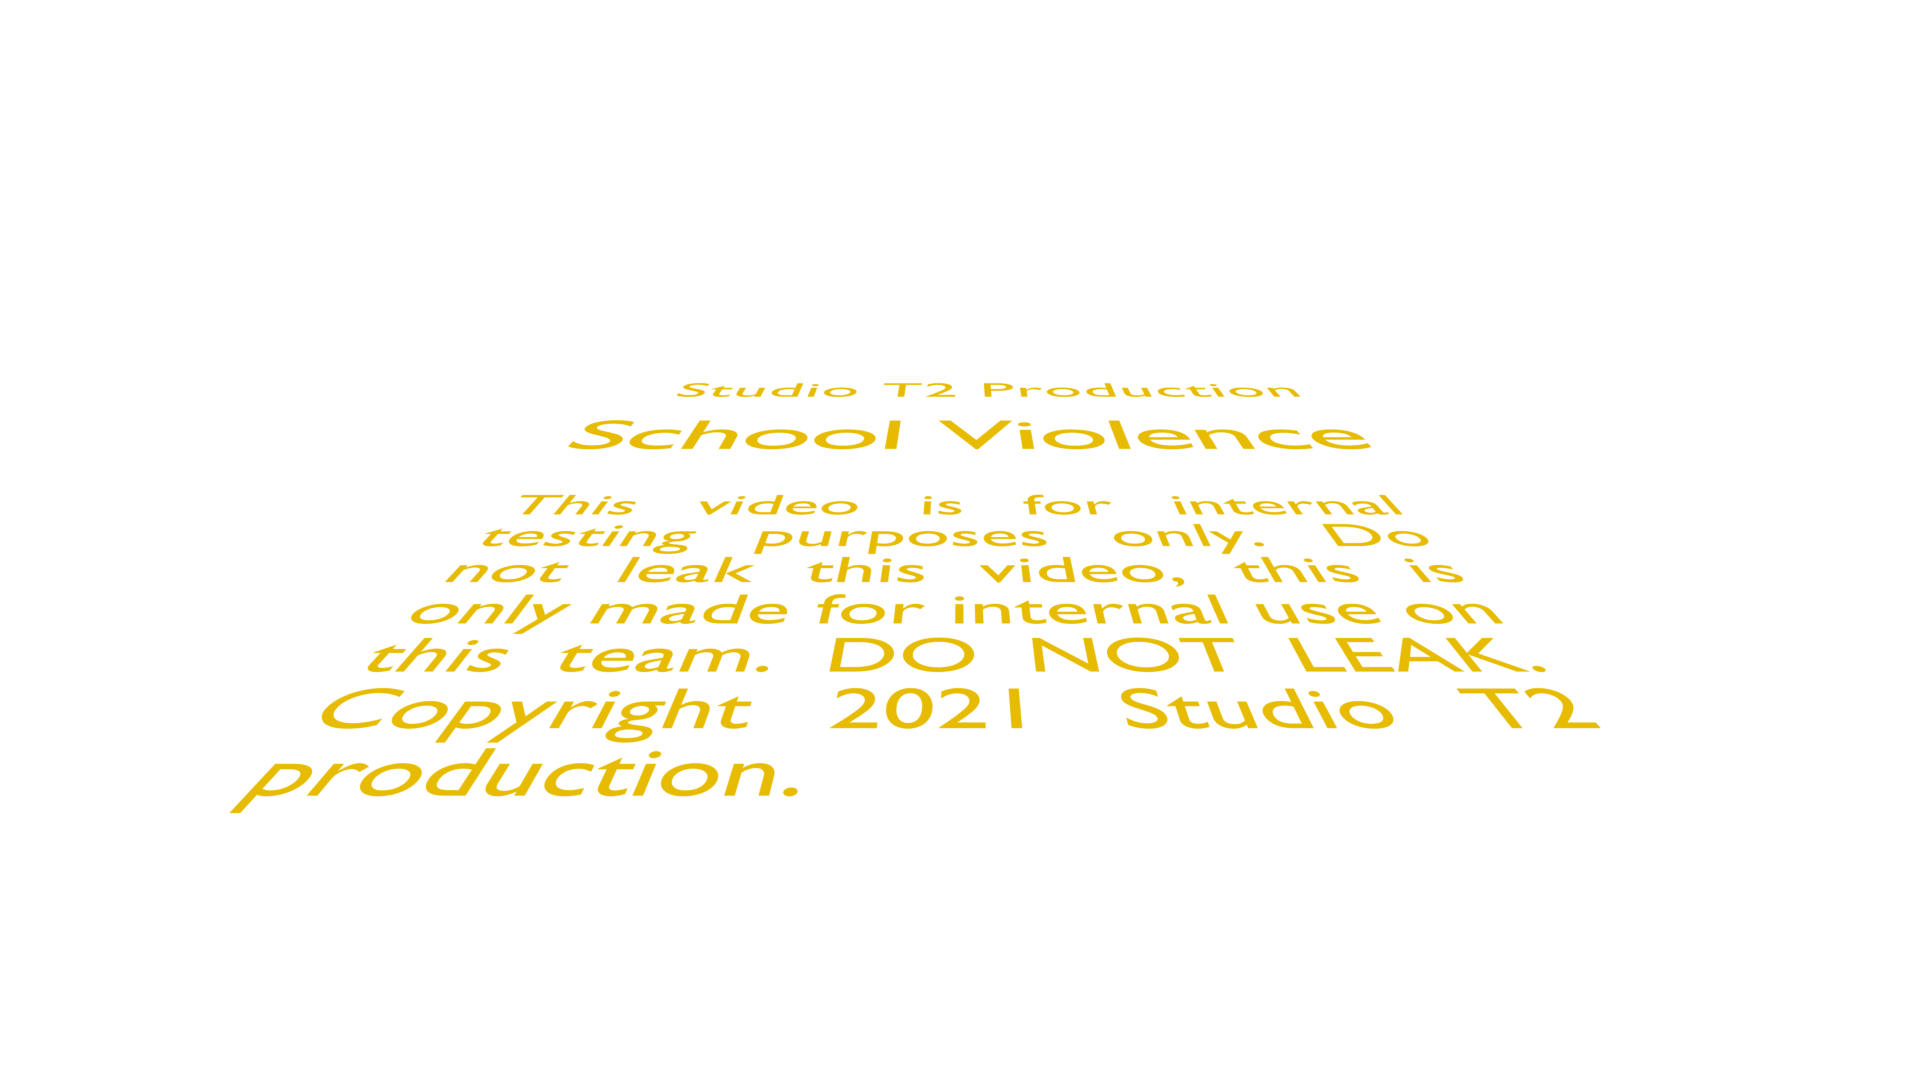 Studio T2 Production
School Violence
This video is for internal
testing purposes only. Do
not leak this video, this is
only made for internal use on
this team. DO NOT LEAK.
Copyright 2021 Studio T2
production.